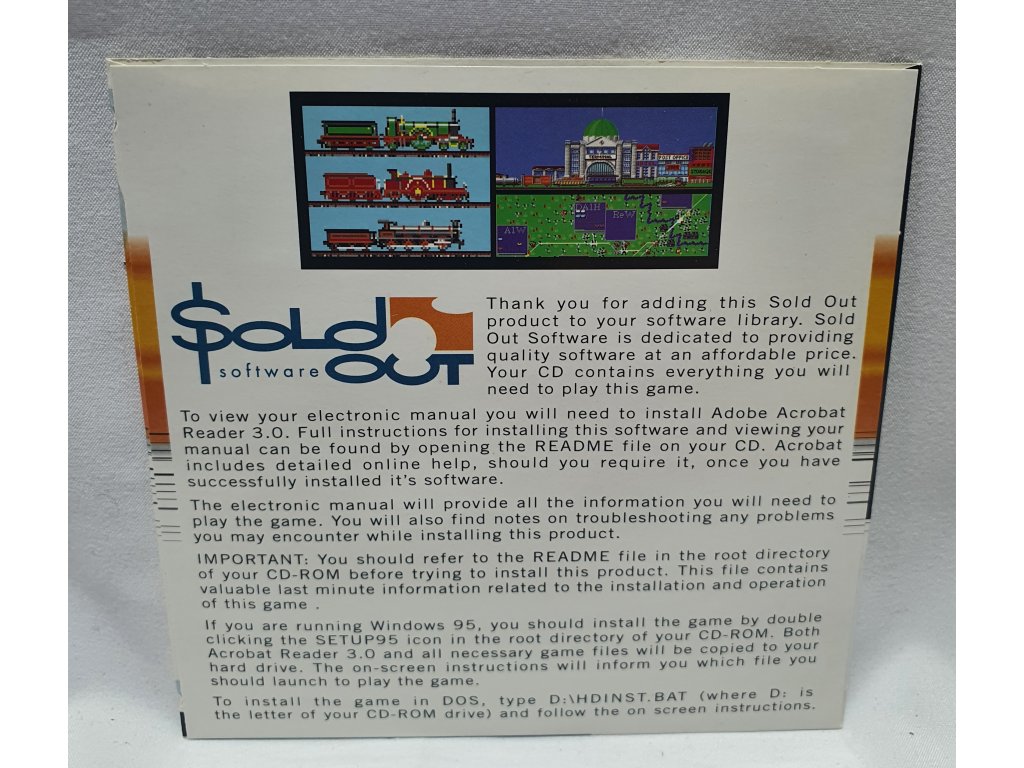 TERMINAL
POST OFFICE
STORAGE
DAlH
ReW
AlW
SOLD
software OUT
Thank you for adding this Sold Out
product to your software library. Sold
Out Software is dedicated to providing
quality software at an affordable price.
Your CD contains everything you will
need to play this game.
To view your electronic manual you will need to install Adobe Acrobat
Reader 3.0. Full instructions for installing this software and viewing your
manual can be found by opening the README file on your CD. Acrobat
includes detailed online help, should you require it, once you have
successfully installed it's software.
The electronic manual will provide all the information you will need to
play the game. You will also find notes on troubleshooting any problems
you may encounter while installing this product.
IMPORTANT: You should refer to the README file in the root directory
of your CD-ROM before trying to install this product. This file contains
valuable last minute information related to the installation and operation
of this game .
If you are running Windows 95, you should install the game by double
clicking the SETUP95 icon in the root directory of your CD-ROM. Both
Acrobat Reader 3.0 and all necessary game files will be copied to your
hard drive. The on-screen instructions will inform you which file you
should launch to play the game.
To install the game in DOS, type D:\HDINST.BAT (where D: is
the letter of your CD-ROM drive) and follow the on screen instructions.